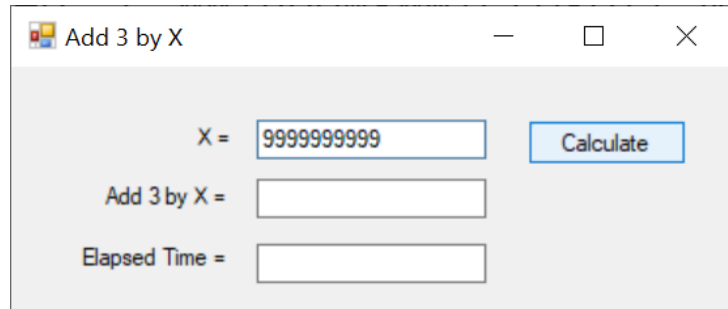 Add 3 by X
X = 9999999999 Calculate
Add 3 by X =
Elapsed Time =